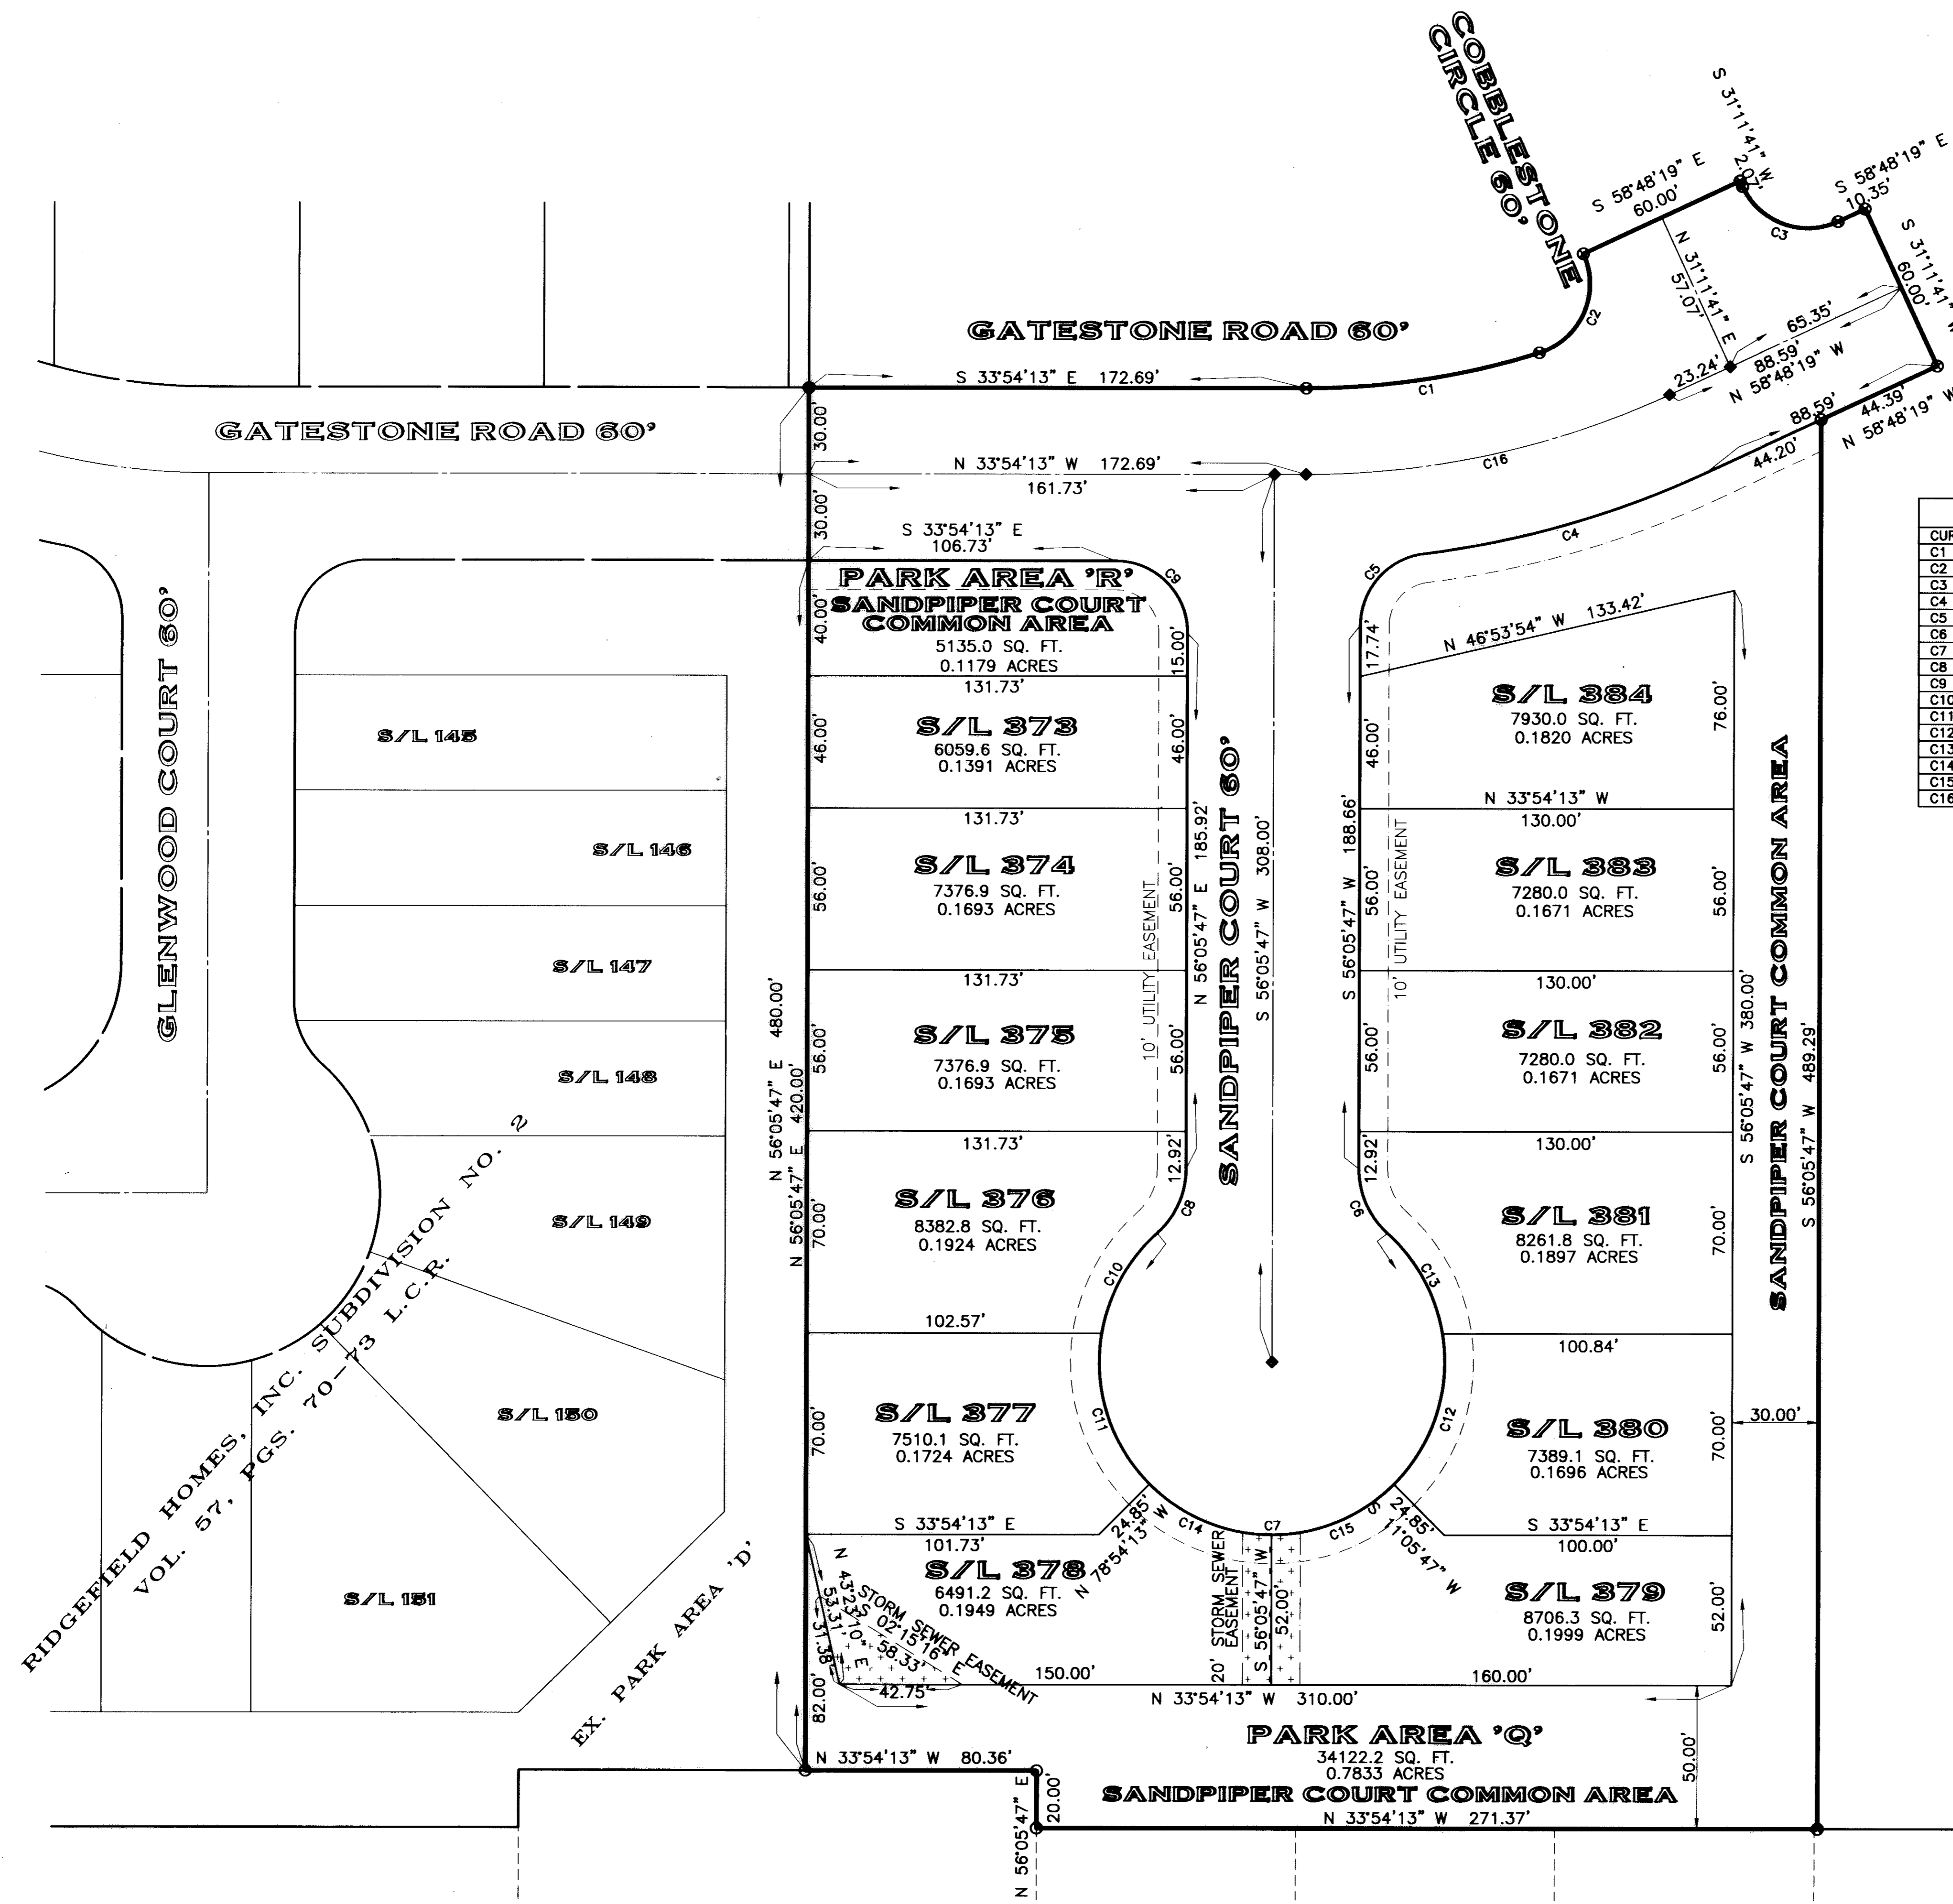 COBBLESTONE
CIRCLE 60'
S 58°48'19" E
60.00'
S 31°11'41" W
2.07'
S 58°48'19" E
10.35'
C3
S 31°11'41" W
60.00'
N 31°11'41" E
57.07'
C2
65.35'
88.59'
N 58°48'19" W
23.24'
88.59'
44.39'
N 58°48'19" W
44.20'
GATESTONE ROAD 60'
S 33°54'13" E 172.69'
C1
GATESTONE ROAD 60'
30.00'
N 33°54'13" W 172.69'
161.73'
C16
30.00'
S 33°54'13" E
106.73'
C9
C5
C4
PARK AREA 'R'
SANDPIPER COURT
COMMON AREA
5135.0 SQ. FT.
0.1179 ACRES
40.00'
15.00'
17.74'
N 46°53'54" W 133.42'
131.73'
CUR
C1
C2
C3
C4
C5
C6
C7
C8
C9
C10
C11
C12
C13
C14
C15
C16
GLENWOOD COURT 60'
S/L 145
S/L 146
S/L 147
S/L 148
S/L 149
S/L 150
S/L 151
RIDGEFIELD HOMES, INC. SUBDIVISION NO. 2
VOL. 57, PGS. 70-73 L.C.R.
EX. PARK AREA 'D'
N 56°05'47" E 480.00'
N 56°05'47" E 420.00'
S/L 373
6059.6 SQ. FT.
0.1391 ACRES
46.00'
46.00'
131.73'
S/L 374
7376.9 SQ. FT.
0.1693 ACRES
56.00'
56.00'
131.73'
S/L 375
7376.9 SQ. FT.
0.1693 ACRES
56.00'
56.00'
131.73'
10' UTILITY EASEMENT
N 56°05'47" E 185.92'
SANDPIPER COURT 60'
S 56°05'47" W 308.00'
S 56°05'47" W 188.66'
10' UTILITY EASEMENT
S/L 384
7930.0 SQ. FT.
0.1820 ACRES
46.00'
76.00'
N 33°54'13" W
130.00'
S/L 383
7280.0 SQ. FT.
0.1671 ACRES
56.00'
56.00'
130.00'
S/L 382
7280.0 SQ. FT.
0.1671 ACRES
56.00'
56.00'
130.00'
S 56°05'47" W 380.00'
SANDPIPER COURT COMMON AREA
S 56°05'47" W 489.29'
12.92'
C8
12.92'
C6
S/L 376
8382.8 SQ. FT.
0.1924 ACRES
70.00'
C10
102.57'
S/L 381
8261.8 SQ. FT.
0.1897 ACRES
70.00'
C13
100.84'
S/L 377
7510.1 SQ. FT.
0.1724 ACRES
70.00'
C11
S 33°54'13" E
101.73'
24.85'
N 78°54'13" W
C14
C7
C15
C12
S/L 380
7389.1 SQ. FT.
0.1696 ACRES
70.00'
30.00'
24.85'
S 11°05'47" W
S 33°54'13" E
100.00'
S/L 378
6491.2 SQ. FT.
0.1949 ACRES
N 43°23'10" E
53.31'
31.38'
STORM SEWER EASEMENT
S 02°15'16" E
58.33'
42.75'
82.00'
150.00'
20' STORM SEWER
EASEMENT
S 56°05'47" W
52.00'
S/L 379
8706.3 SQ. FT.
0.1999 ACRES
52.00'
160.00'
N 33°54'13" W 310.00'
N 33°54'13" W 80.36'
PARK AREA 'Q'
34122.2 SQ. FT.
0.7833 ACRES
SANDPIPER COURT COMMON AREA
50.00'
N 56°05'47" E
20.00'
N 33°54'13" W 271.37'